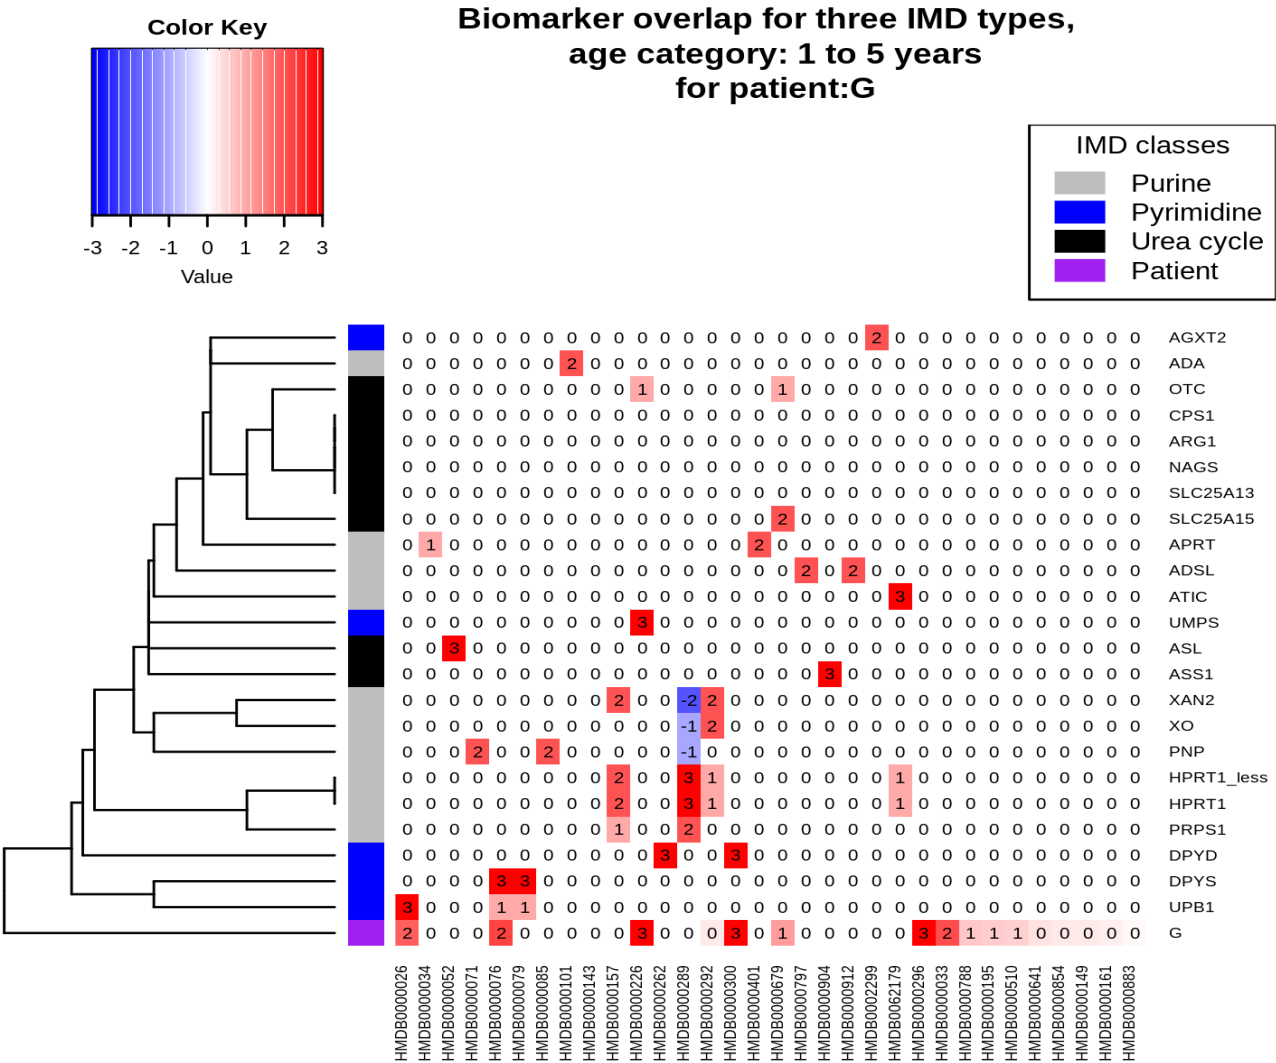 Color Key
-3 -2 -1 0 1 2 3
Value
Biomarker overlap for three IMD types,
age category: 1 to 5 years
for patient:G
IMD classes
Purine
Pyrimidine
Urea cycle
Patient
0 0 0 0 0 0 0 0 0 0 0 0 0 0 0 0 0 0 0 0 2 0 0 0 0 0 0 0 0 0 0 0 AGXT2
0 0 0 0 0 0 0 2 0 0 0 0 0 0 0 0 0 0 0 0 0 0 0 0 0 0 0 0 0 0 0 0 ADA
0 0 0 0 0 0 0 0 0 0 1 0 0 0 0 0 1 0 0 0 0 0 0 0 0 0 0 0 0 0 0 0 OTC
0 0 0 0 0 0 0 0 0 0 0 0 0 0 0 0 0 0 0 0 0 0 0 0 0 0 0 0 0 0 0 0 CPS1
0 0 0 0 0 0 0 0 0 0 0 0 0 0 0 0 0 0 0 0 0 0 0 0 0 0 0 0 0 0 0 0 ARG1
0 0 0 0 0 0 0 0 0 0 0 0 0 0 0 0 0 0 0 0 0 0 0 0 0 0 0 0 0 0 0 0 NAGS
0 0 0 0 0 0 0 0 0 0 0 0 0 0 0 0 0 0 0 0 0 0 0 0 0 0 0 0 0 0 0 0 SLC25A13
0 0 0 0 0 0 0 0 0 0 0 0 0 0 0 0 2 0 0 0 0 0 0 0 0 0 0 0 0 0 0 0 SLC25A15
0 1 0 0 0 0 0 0 0 0 0 0 0 0 0 2 0 0 0 0 0 0 0 0 0 0 0 0 0 0 0 0 APRT
0 0 0 0 0 0 0 0 0 0 0 0 0 0 0 0 0 2 0 2 0 0 0 0 0 0 0 0 0 0 0 0 ADSL
0 0 0 0 0 0 0 0 0 0 0 0 0 0 0 0 0 0 0 0 0 3 0 0 0 0 0 0 0 0 0 0 ATIC
0 0 0 0 0 0 0 0 0 0 3 0 0 0 0 0 0 0 0 0 0 0 0 0 0 0 0 0 0 0 0 0 UMPS
0 0 3 0 0 0 0 0 0 0 0 0 0 0 0 0 0 0 0 0 0 0 0 0 0 0 0 0 0 0 0 0 ASL
0 0 0 0 0 0 0 0 0 0 0 0 0 0 0 0 0 0 3 0 0 0 0 0 0 0 0 0 0 0 0 0 ASS1
0 0 0 0 0 0 0 0 0 2 0 0 -2 2 0 0 0 0 0 0 0 0 0 0 0 0 0 0 0 0 0 0 XAN2
0 0 0 0 0 0 0 0 0 0 0 0 -1 2 0 0 0 0 0 0 0 0 0 0 0 0 0 0 0 0 0 0 XO
0 0 0 2 0 0 2 0 0 0 0 0 -1 0 0 0 0 0 0 0 0 0 0 0 0 0 0 0 0 0 0 0 PNP
0 0 0 0 0 0 0 0 0 2 0 0 3 1 0 0 0 0 0 0 0 1 0 0 0 0 0 0 0 0 0 0 HPRT1_less
0 0 0 0 0 0 0 0 0 2 0 0 3 1 0 0 0 0 0 0 0 1 0 0 0 0 0 0 0 0 0 0 HPRT1
0 0 0 0 0 0 0 0 0 1 0 0 2 0 0 0 0 0 0 0 0 0 0 0 0 0 0 0 0 0 0 0 PRPS1
0 0 0 0 0 0 0 0 0 0 0 3 0 0 3 0 0 0 0 0 0 0 0 0 0 0 0 0 0 0 0 0 DPYD
0 0 0 0 3 3 0 0 0 0 0 0 0 0 0 0 0 0 0 0 0 0 0 0 0 0 0 0 0 0 0 0 DPYS
3 0 0 0 1 1 0 0 0 0 0 0 0 0 0 0 0 0 0 0 0 0 0 0 0 0 0 0 0 0 0 0 UPB1
2 0 0 0 2 0 0 0 0 0 3 0 0 0 3 0 1 0 0 0 0 0 3 2 1 1 1 0 0 0 0 0 G
HMDB0000026
HMDB0000034
HMDB0000052
HMDB0000071
HMDB0000076
HMDB0000079
HMDB0000085
HMDB0000101
HMDB0000143
HMDB0000157
HMDB0000226
HMDB0000262
HMDB0000289
HMDB0000292
HMDB0000300
HMDB0000401
HMDB0000679
HMDB0000797
HMDB0000904
HMDB0000912
HMDB0002299
HMDB0062179
HMDB0000296
HMDB0000033
HMDB0000788
HMDB0000195
HMDB0000510
HMDB0000641
HMDB0000854
HMDB0000149
HMDB0000161
HMDB0000883